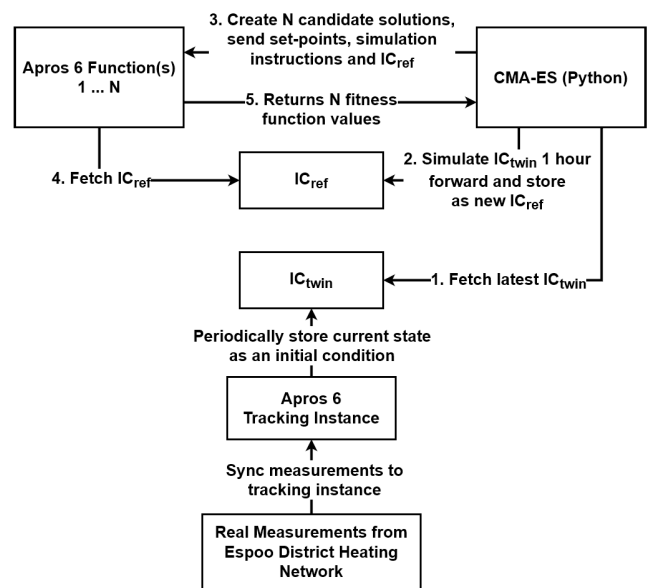 3. Create N candidate solutions,
send set-points, simulation
instructions and ICref
Apros 6 Function(s)
1 ... N
CMA-ES (Python)
5. Returns N fitness
function values
4. Fetch ICref
ICref
2. Simulate ICtwin 1 hour
forward and store
as new ICref
ICtwin
1. Fetch latest ICtwin
Periodically store current state
as an initial condition
Apros 6
Tracking Instance
Sync measurements to
tracking instance
Real Measurements from
Espoo District Heating
Network